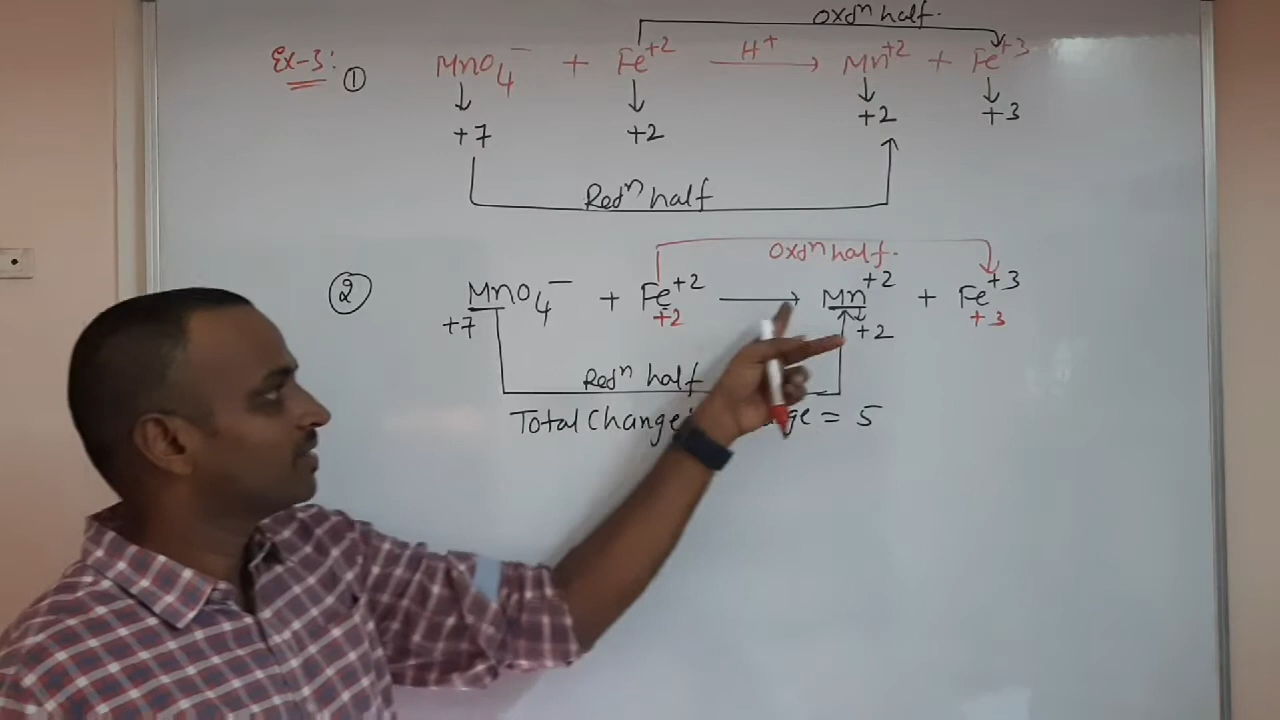 Oxdⁿ half.
Ex-3: ① MnO₄⁻ + Fe⁺² H⁺ → Mn⁺² + Fe⁺³
↓ ↓ ↓ ↓
+7 +2 +2 +3
Redⁿ half
Oxdⁿ half.
② MnO₄⁻ + Fe⁺² → Mn⁺² + Fe⁺³
+7 +2 +2 +3
Redⁿ half
Total Change = 5